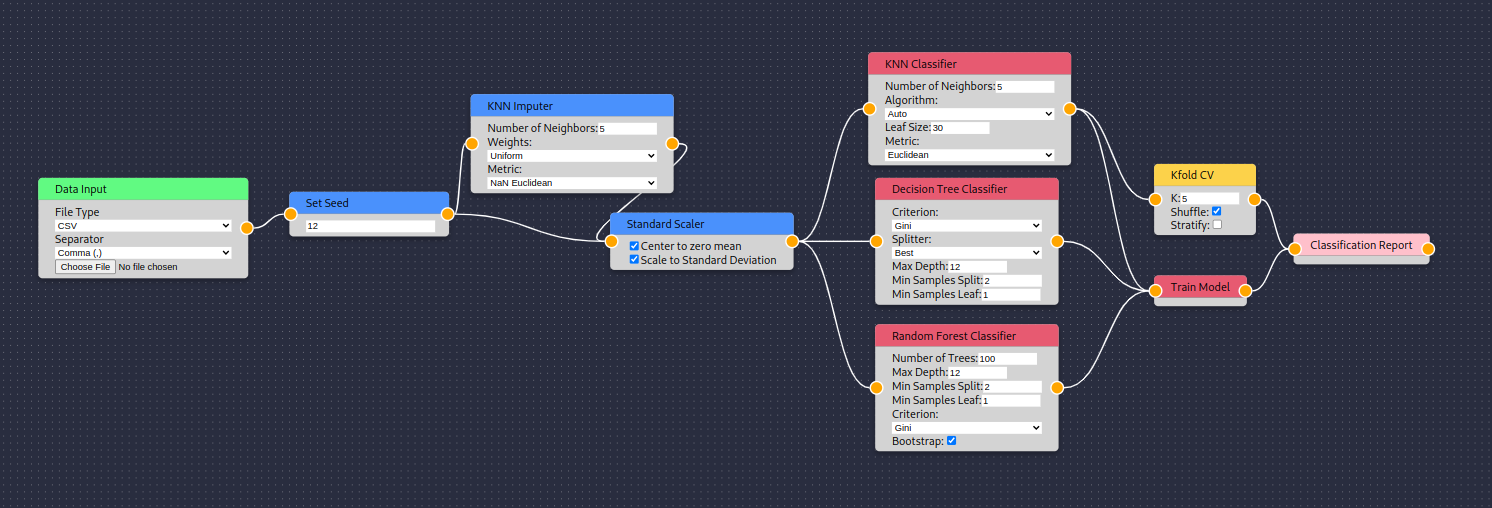 Data Input
File Type
CSV
Separator
Comma (,)
Choose File No file chosen
Set Seed
12
KNN Imputer
Number of Neighbors: 5
Weights:
Uniform
Metric:
NaN Euclidean
Standard Scaler
Center to zero mean
Scale to Standard Deviation
KNN Classifier
Number of Neighbors: 5
Algorithm:
Auto
Leaf Size: 30
Metric:
Euclidean
Decision Tree Classifier
Criterion:
Gini
Splitter:
Best
Max Depth: 12
Min Samples Split: 2
Min Samples Leaf: 1
Random Forest Classifier
Number of Trees: 100
Max Depth: 12
Min Samples Split: 2
Min Samples Leaf: 1
Criterion:
Gini
Bootstrap:
Kfold CV
K: 5
Shuffle:
Stratify:
Train Model
Classification Report